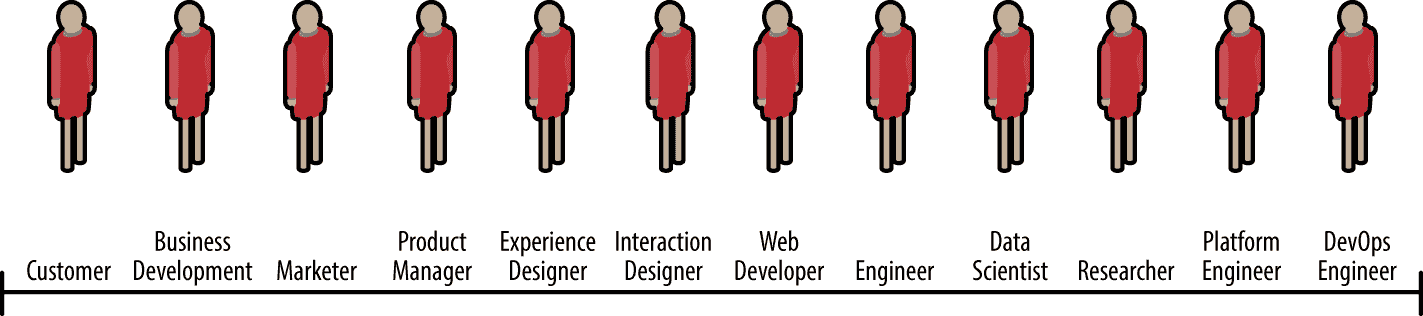 Customer
Business
Development
Marketer
Product
Manager
Experience
Designer
Interaction
Designer
Web
Developer
Engineer
Data
Scientist
Researcher
Platform
Engineer
DevOps
Engineer